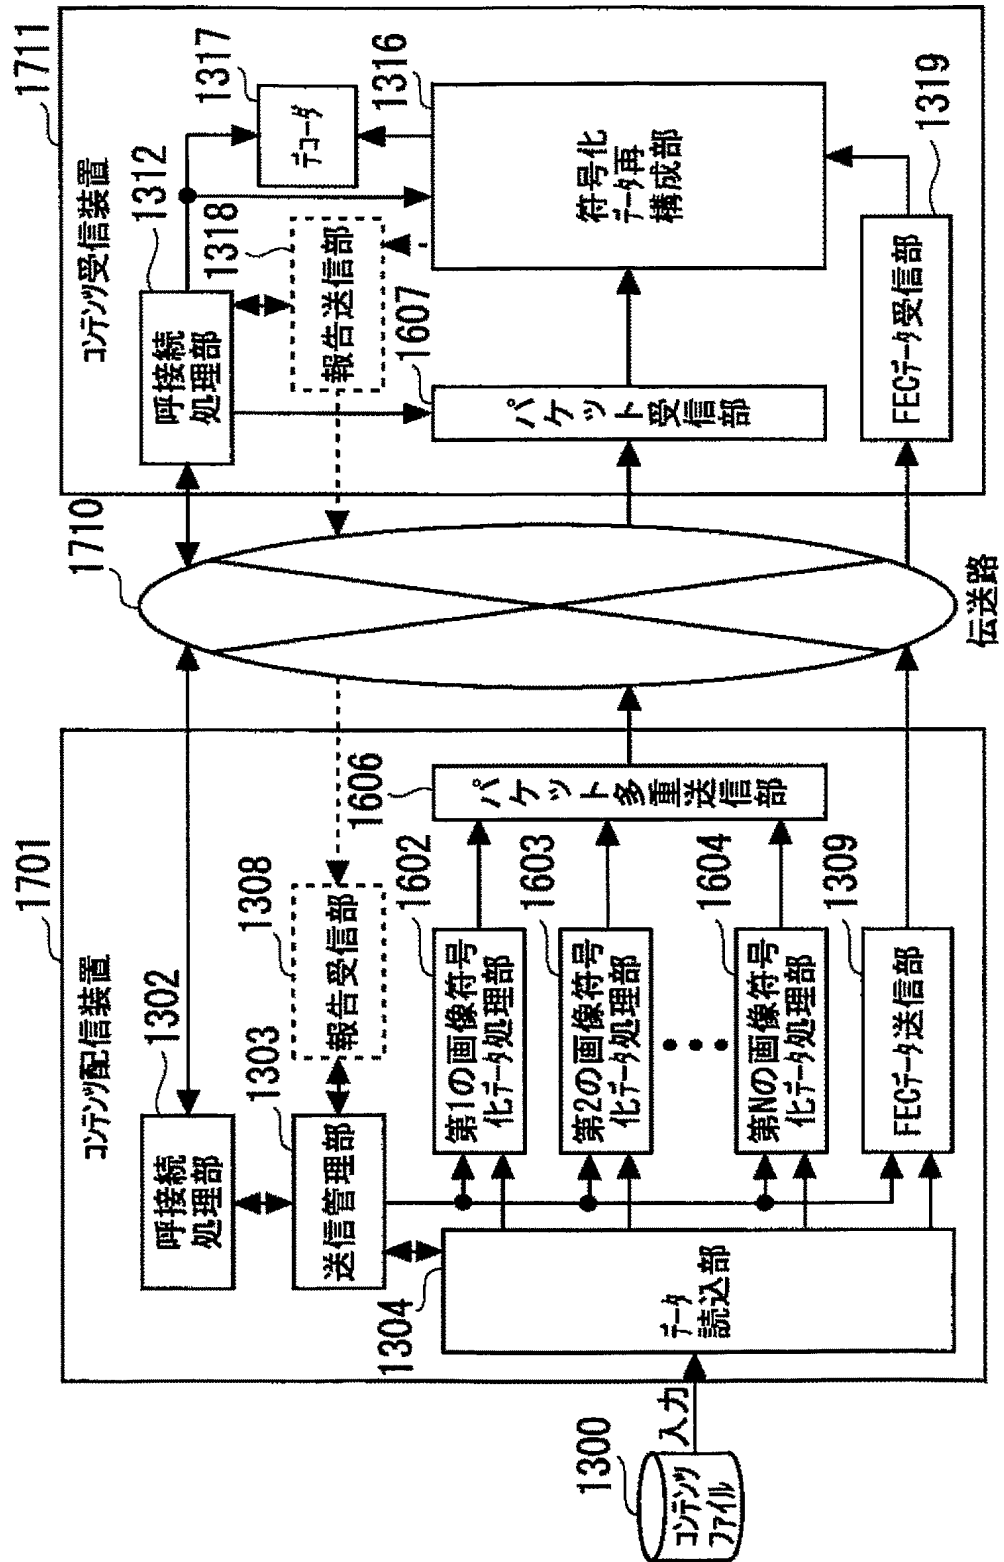 1701
コンテンツ配信装置
1302
呼接続
処理部
1303
送信管理部
1308
報告受信部
1304
データ
読込部
1300
コンテンツ
ファイル
入力
1602
第1の画像符号
化データ処理部
1603
第2の画像符号
化データ処理部
1604
第Nの画像符号
化データ処理部
1309
FECデータ送信部
1606
パケット多重送信部
1710
伝送路
1711
コンテンツ受信装置
1312
呼接続
処理部
1318
報告送信部
1317
デコーダ
1607
パケット受信部
1316
符号化
データ再
構成部
1319
FECデータ受信部